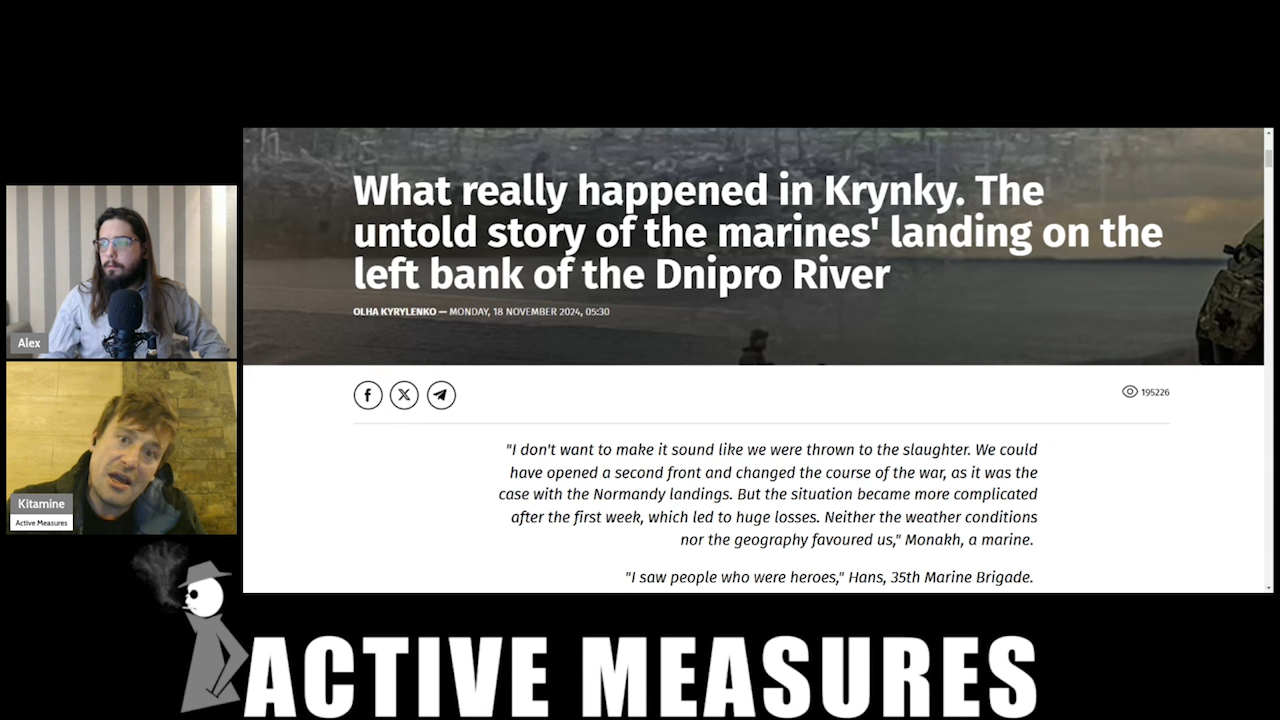 What really happened in Krynky. The
untold story of the marines' landing on the
left bank of the Dnipro River
OLHA KYRYLENKO — MONDAY, 18 NOVEMBER 2024, 05:30
195226
"I don't want to make it sound like we were thrown to the slaughter. We could
have opened a second front and changed the course of the war, as it was the
case with the Normandy landings. But the situation became more complicated
after the first week, which led to huge losses. Neither the weather conditions
nor the geography favoured us," Monakh, a marine.
"I saw people who were heroes," Hans, 35th Marine Brigade.
Alex
Kitamine
Active Measures
ACTIVE MEASURES